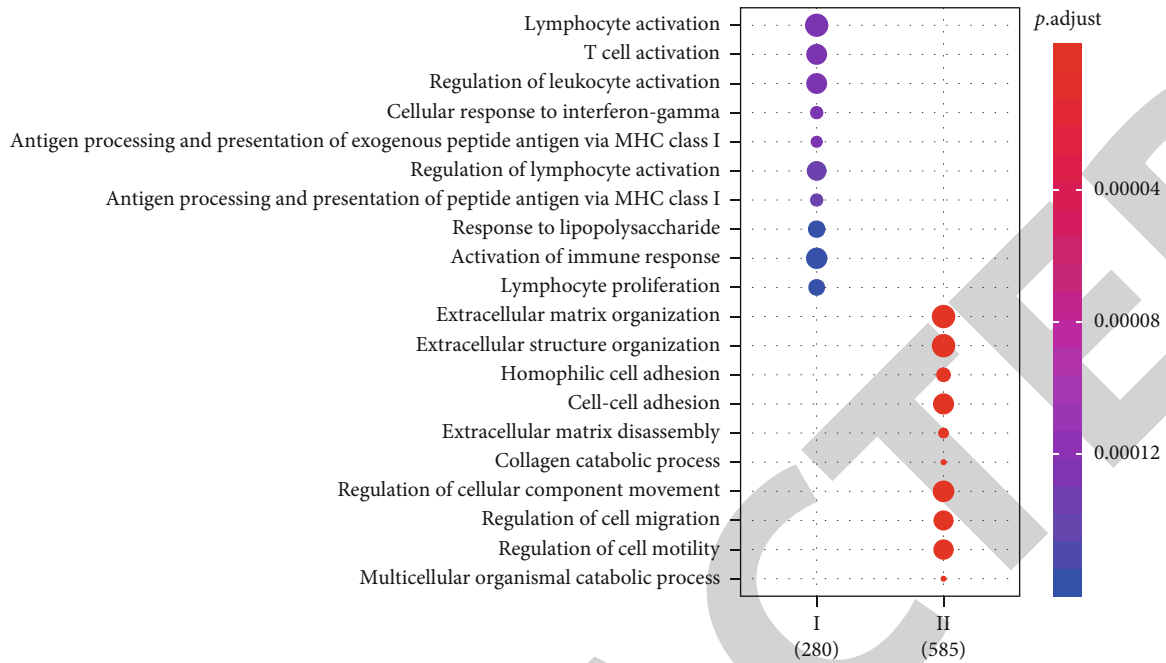 Lymphocyte activation
T cell activation
Regulation of leukocyte activation
Cellular response to interferon-gamma
Antigen processing and presentation of exogenous peptide antigen via MHC class I
Regulation of lymphocyte activation
Antigen processing and presentation of peptide antigen via MHC class I
Response to lipopolysaccharide
Activation of immune response
Lymphocyte proliferation
Extracellular matrix organization
Extracellular structure organization
Homophilic cell adhesion
Cell-cell adhesion
Extracellular matrix disassembly
Collagen catabolic process
Regulation of cellular component movement
Regulation of cell migration
Regulation of cell motility
Multicellular organismal catabolic process
I
(280)
II
(585)
p.adjust
0.00004
0.00008
0.00012
CTE